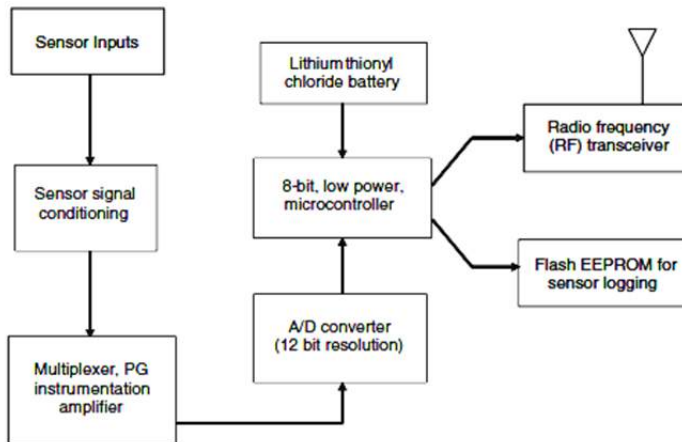 Sensor Inputs
Sensor signal
conditioning
Multiplexer, PG
instrumentation
amplifier
Lithium thionyl
chloride battery
8-bit, low power,
microcontroller
A/D converter
(12 bit resolution)
Radio frequency
(RF) transceiver
Flash EEPROM for
sensor logging